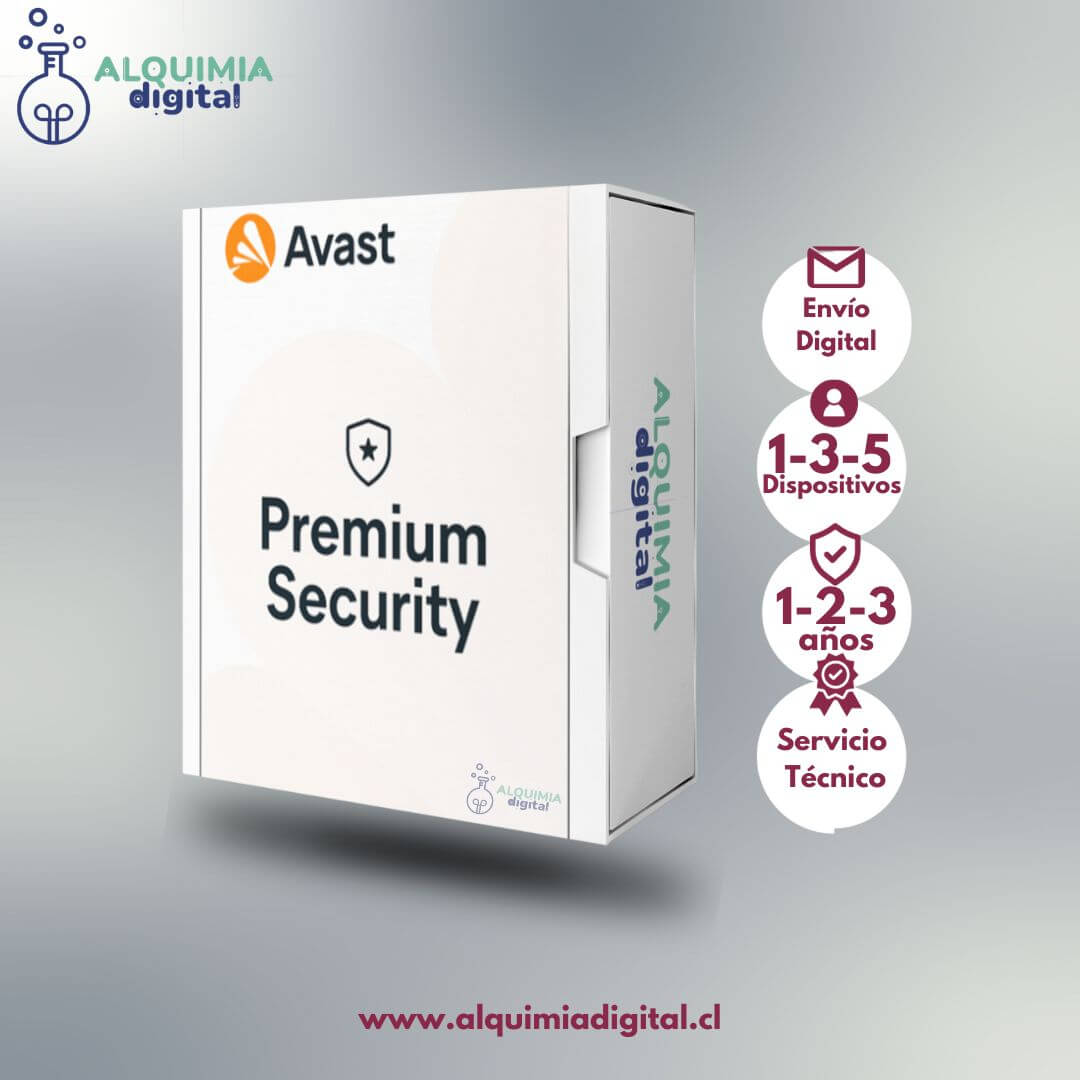 ALQUIMIA
digital
Avast
Premium
Security
ALQUIMIA
digital
ALQUIMIA
digital
Envío
Digital
1-3-5
Dispositivos
1-2-3
años
Servicio
Técnico
www.alquimiadigital.cl